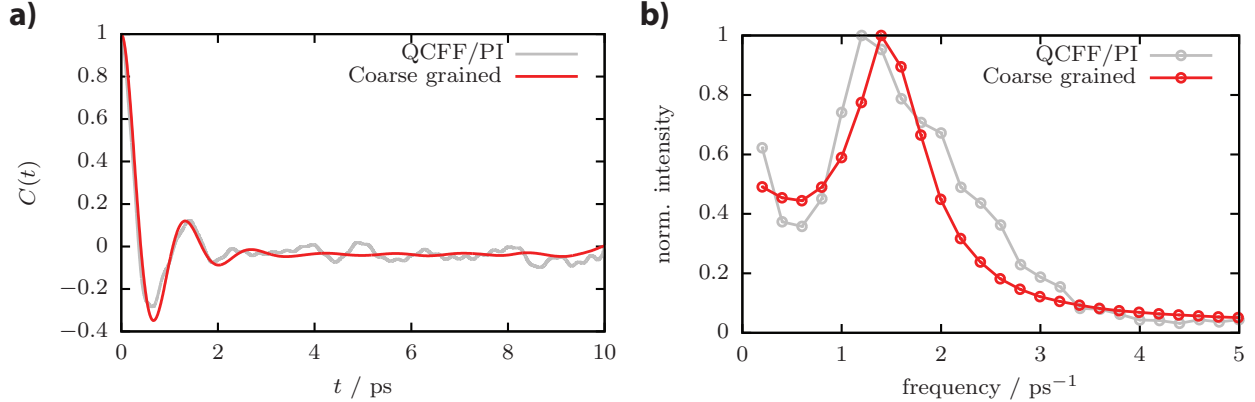 a)
1
0.8
0.6
0.4
0.2
0
−0.2
−0.4
C(t)
QCFF/PI
Coarse grained
0 2 4 6 8 10
t / ps
b)
1
0.8
0.6
0.4
0.2
0
norm. intensity
QCFF/PI
Coarse grained
0 1 2 3 4 5
frequency / ps⁻¹